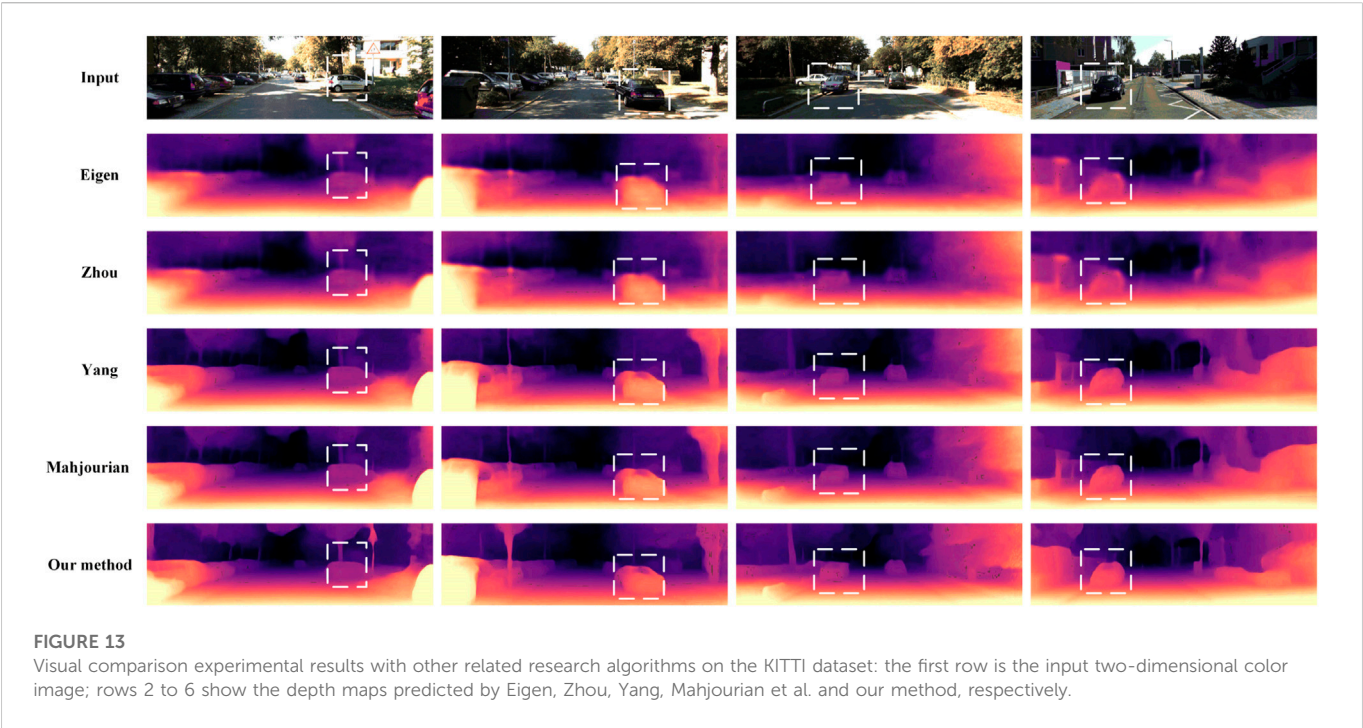 Input
Eigen
Zhou
Yang
Mahjourian
Our method
FIGURE 13
Visual comparison experimental results with other related research algorithms on the KITTI dataset: the first row is the input two-dimensional color
image; rows 2 to 6 show the depth maps predicted by Eigen, Zhou, Yang, Mahjourian et al. and our method, respectively.